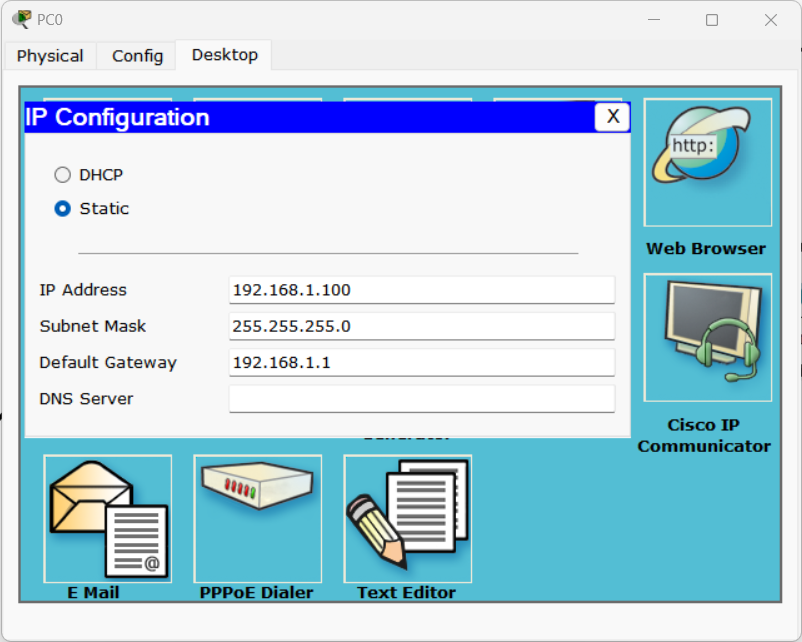 PC0
Physical Config Desktop
IP Configuration X
DHCP
Static
IP Address 192.168.1.100
Subnet Mask 255.255.255.0
Default Gateway 192.168.1.1
DNS Server
http:
Web Browser
Cisco IP
Communicator
@
E Mail PPPoE Dialer Text Editor